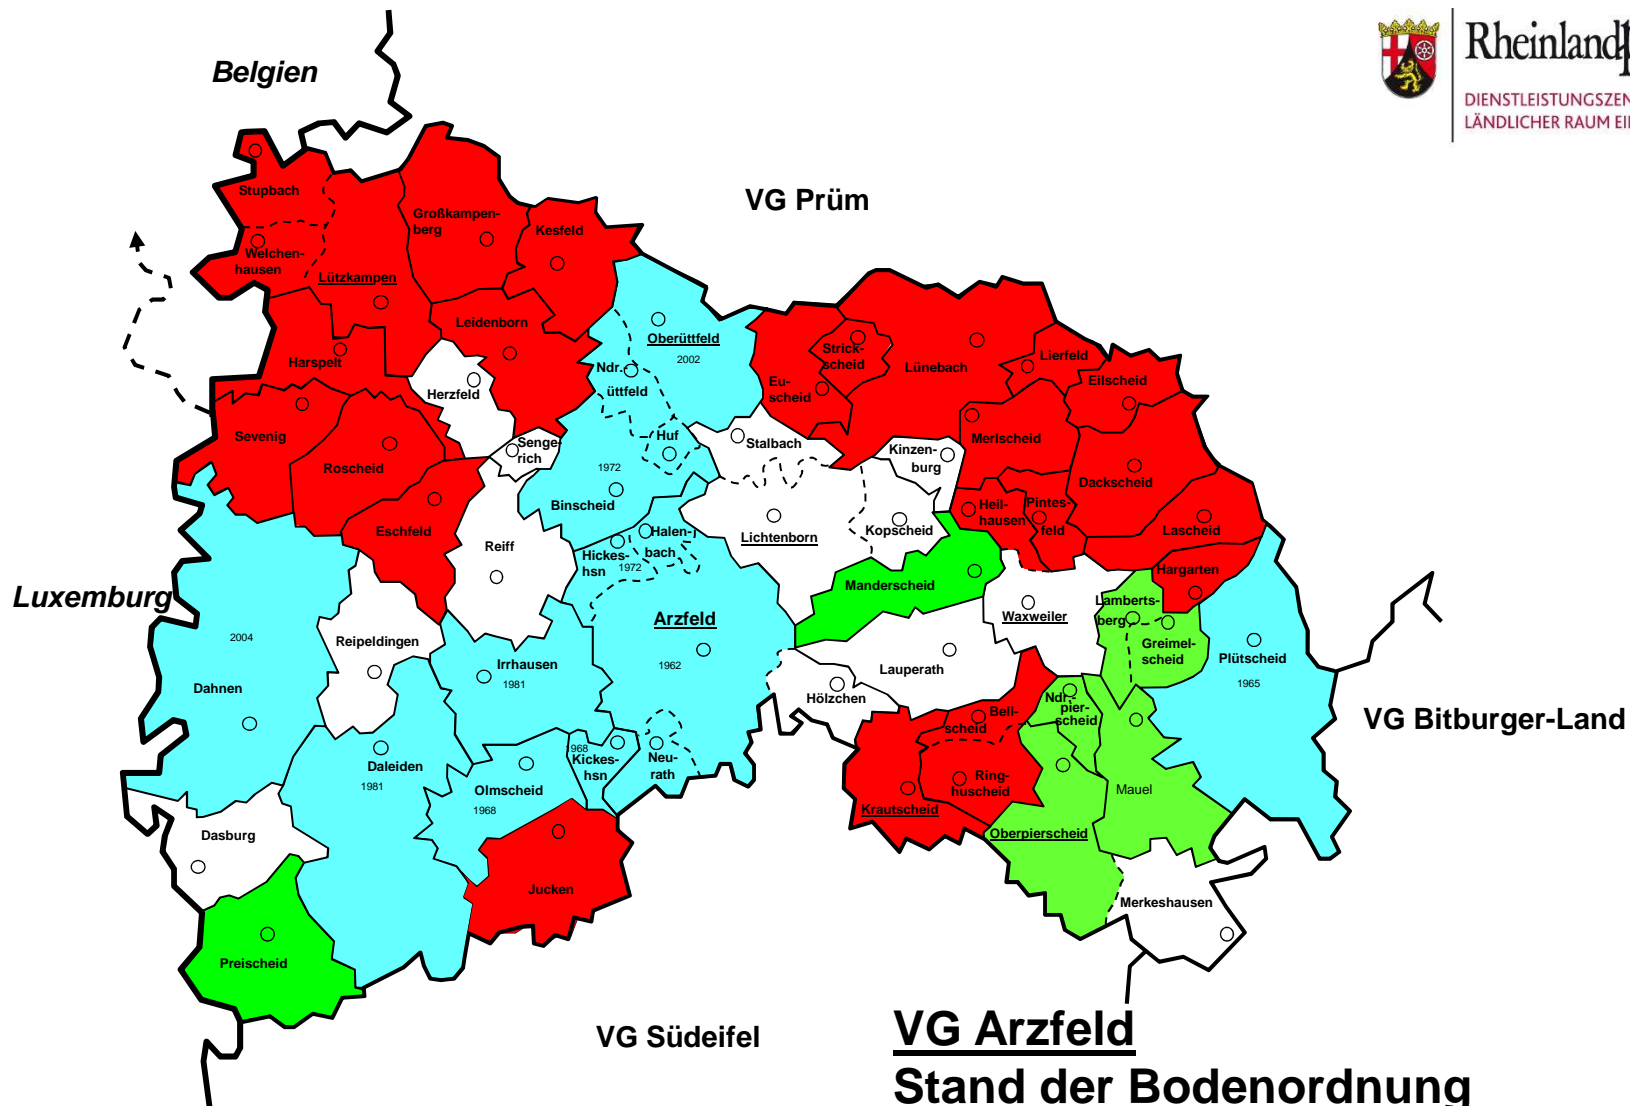 Belgien
Rheinland
DIENSTLEISTUNGSZEN
LÄNDLICHER RAUM EI
VG Prüm
Stupbach
Welchen-
hausen
Lützkampen
Großkampen-
berg
Kesfeld
Leidenborn
Harspelt
Herzfeld
Sevenig
Roscheid
Eschfeld
Senge-
rich
Reiff
Oberüttfeld
2002
Ndr.-
üttfeld
Huf
1972
Binscheid
Halen-
bach
Hickes-
hsn
1972
Stalbach
Lichtenborn
Eu-
scheid
Strick-
scheid
Lünebach
Lierfeld
Eilscheid
Merlscheid
Kinzen-
burg
Kopscheid
Heil-
hausen
Pintes-
feld
Dackscheid
Lascheid
Hargarten
Manderscheid
Waxweiler
Lamberts-
berg
Greimel-
scheid
Plütscheid
1965
Luxemburg
2004
Dahnen
Reipeldingen
Irrhausen
1981
Arzfeld
1962
Lauperath
Hölzchen
Bell-
scheid
Ndr.-
pier-
scheid
VG Bitburger-Land
Daleiden
1981
Olmscheid
1968
1968
Kickes-
hsn
Neu-
rath
Ring-
huscheid
Krautscheid
Oberpierscheid
Mauel
Dasburg
Jucken
Merkeshausen
Preischeid
VG Südeifel
VG Arzfeld
Stand der Bodenordnung